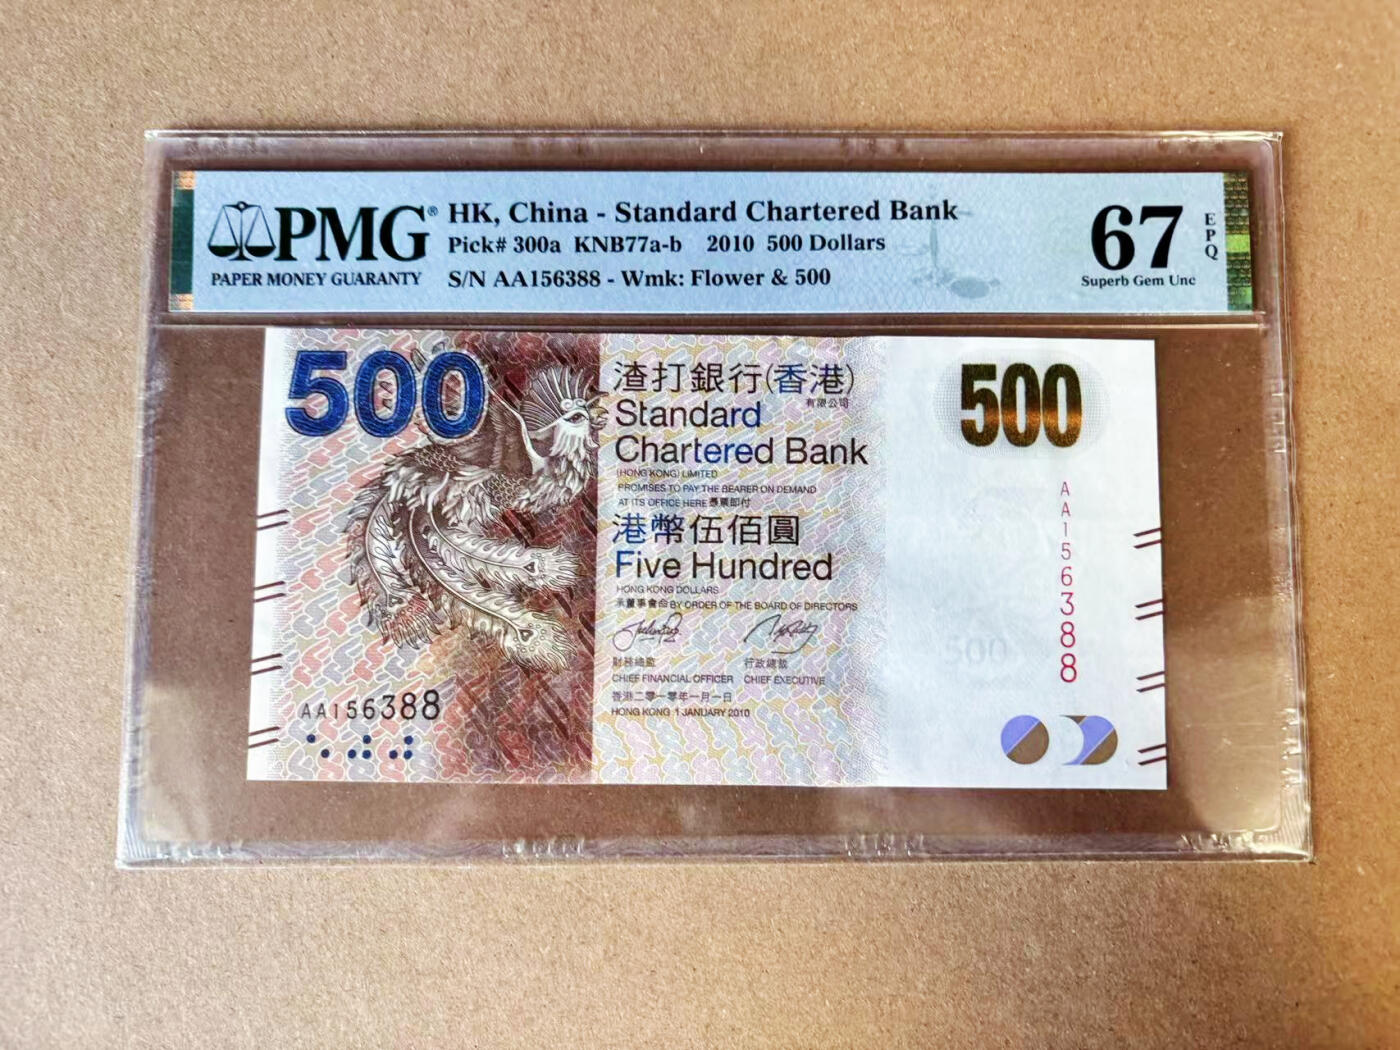 PMG®
PAPER MONEY GUARANTY
HK, China - Standard Chartered Bank
Pick# 300a KNB77a-b 2010 500 Dollars
S/N AA156388 - Wmk: Flower & 500
67
EPQ
Superb Gem Unc
500
渣打銀行(香港)
有限公司
Standard
Chartered Bank
(HONG KONG) LIMITED
PROMISES TO PAY THE BEARER ON DEMAND
AT ITS OFFICE HERE 憑票即付
港幣伍佰圓
Five Hundred
HONG KONG DOLLARS
承董事會命 BY ORDER OF THE BOARD OF DIRECTORS
財務總監 行政總裁
CHIEF FINANCIAL OFFICER CHIEF EXECUTIVE
香港二零一零年一月一日
HONG KONG 1 JANUARY 2010
AA156388
500
AA156388
500